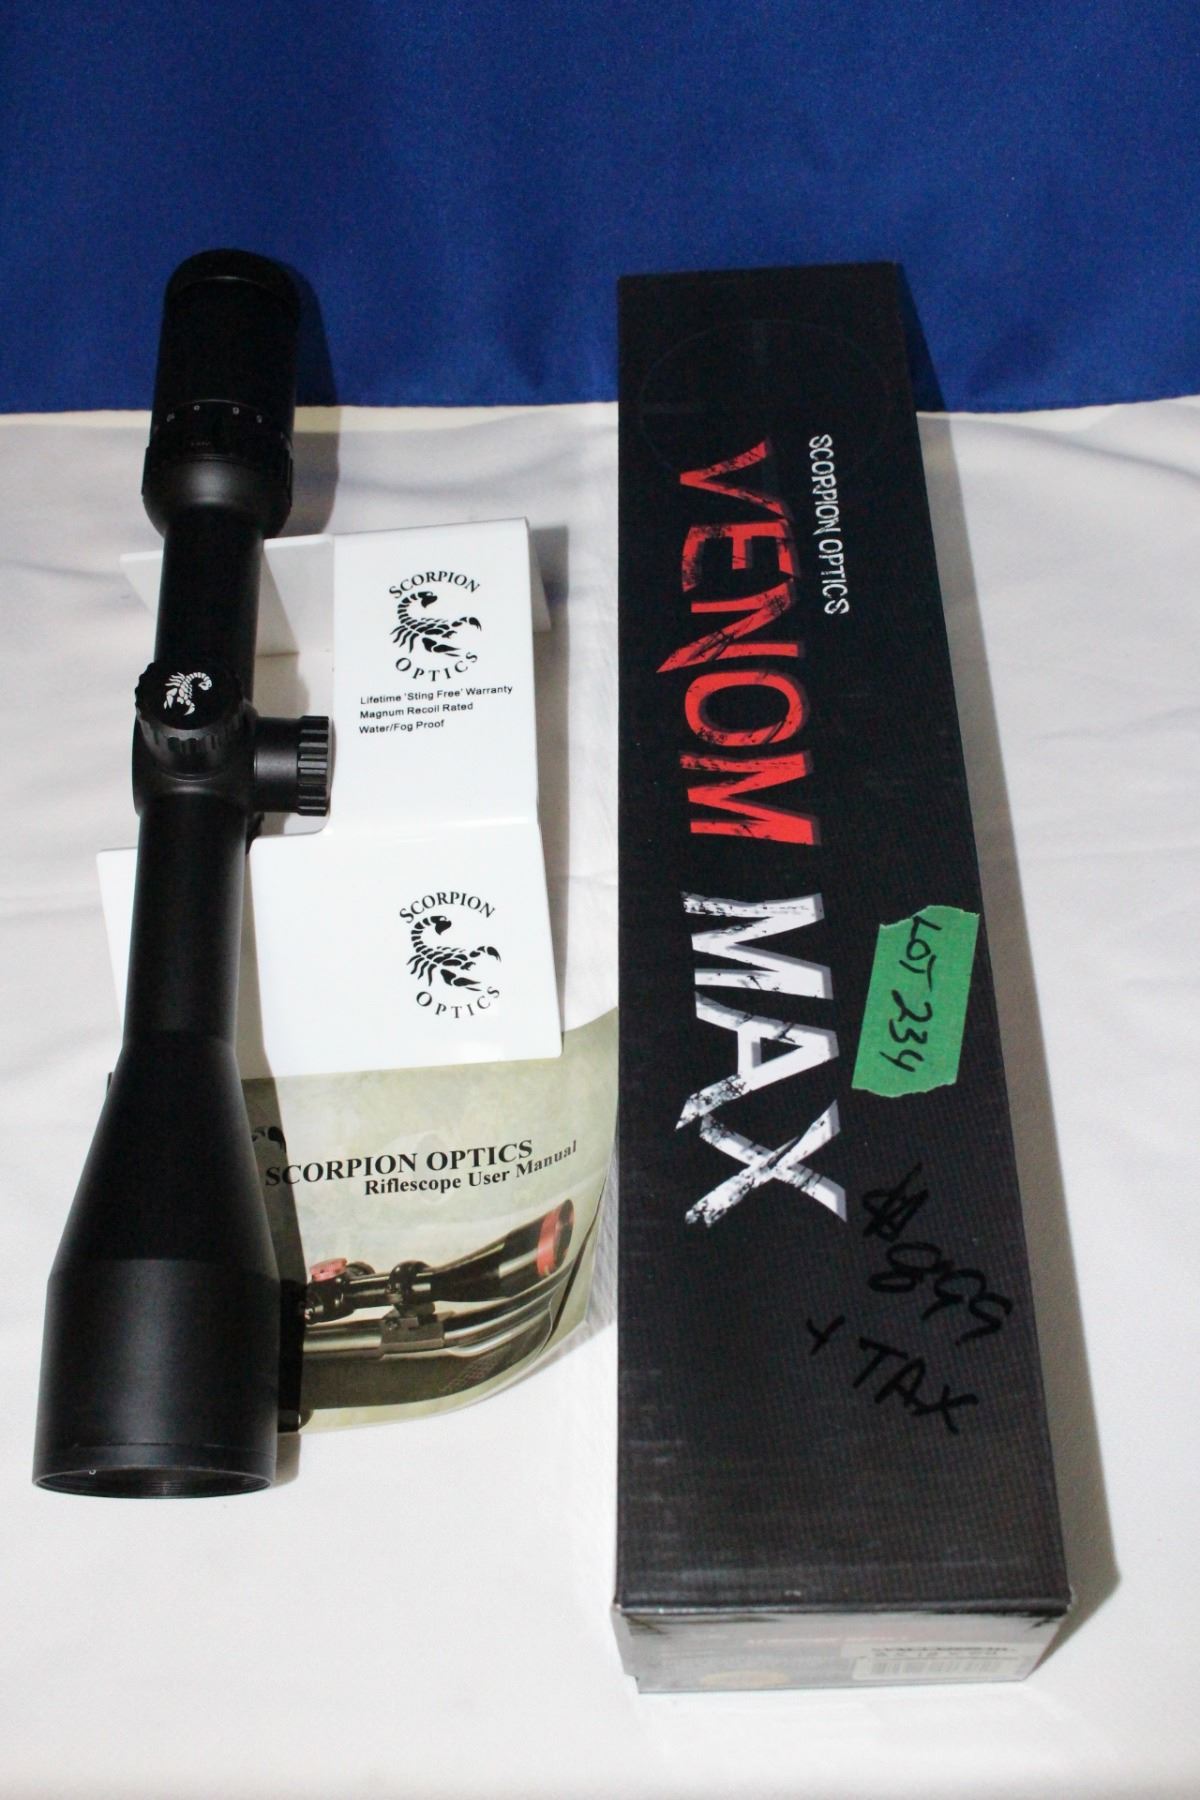 SCORPION
OPTICS
Lifetime 'Sting Free' Warranty
Magnum Recoil Rated
Water/Fog Proof
SCORPION
OPTICS
SCORPION OPTICS
Riflescope User Manual
SCORPION OPTICS
VENOM MAX
LOT 234
$899
+ TAX